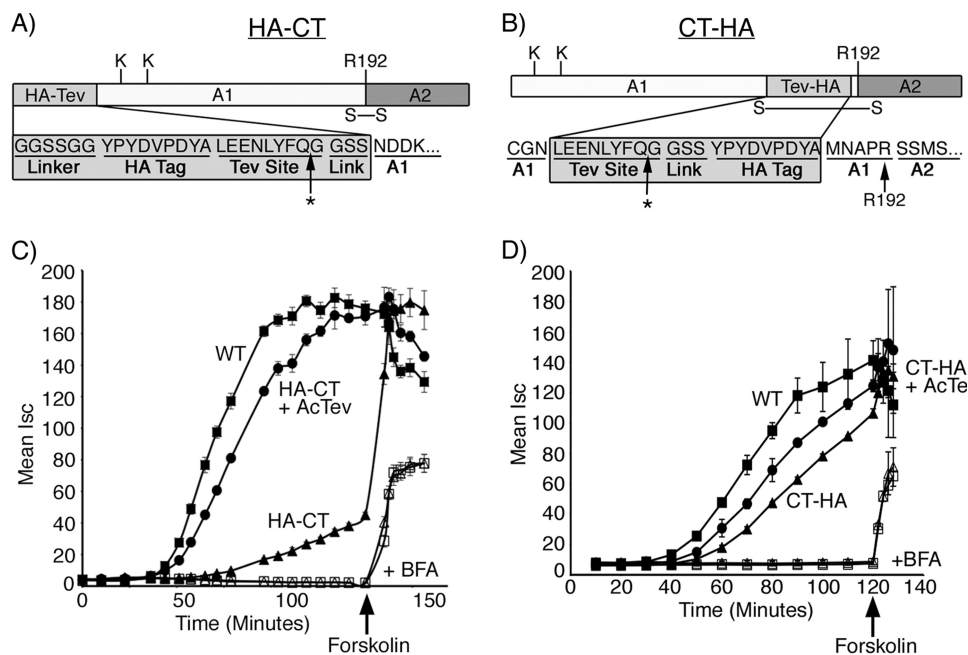 A) HA-CT
K K R192
HA-Tev A1 A2
S S
GGSSGG YPYDVPDYA LEENLYFQG GSS NDDK...
Linker HA Tag Tev Site Link A1
*
B) CT-HA
K K R192
A1 Tev-HA A2
S S
CGN LEENLYFQG GSS YPYDVPDYA MNAPR SSMS...
A1 Tev Site Link HA Tag A1 A2
* R192
C)
Mean Isc
200
180
160
140
120
100
80
60
40
20
0
WT
HA-CT
+ AcTev
HA-CT
+ BFA
0 50 100 150
Time (Minutes)
Forskolin
D)
Mean Isc
200
180
160
140
120
100
80
60
40
20
0
WT
CT-HA
+ AcTe
CT-HA
+BFA
0 20 40 60 80 100 120 140
Time (Minutes)
Forskolin